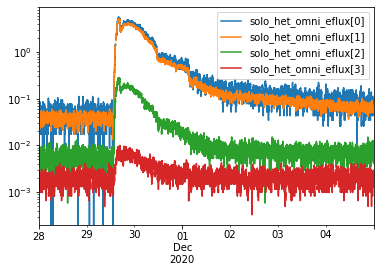 solo_het_omni_eflux[0]
solo_het_omni_eflux[1]
solo_het_omni_eflux[2]
solo_het_omni_eflux[3]
10⁰
10⁻¹
10⁻²
10⁻³
28 29 30 01 02 03 04
Dec
2020